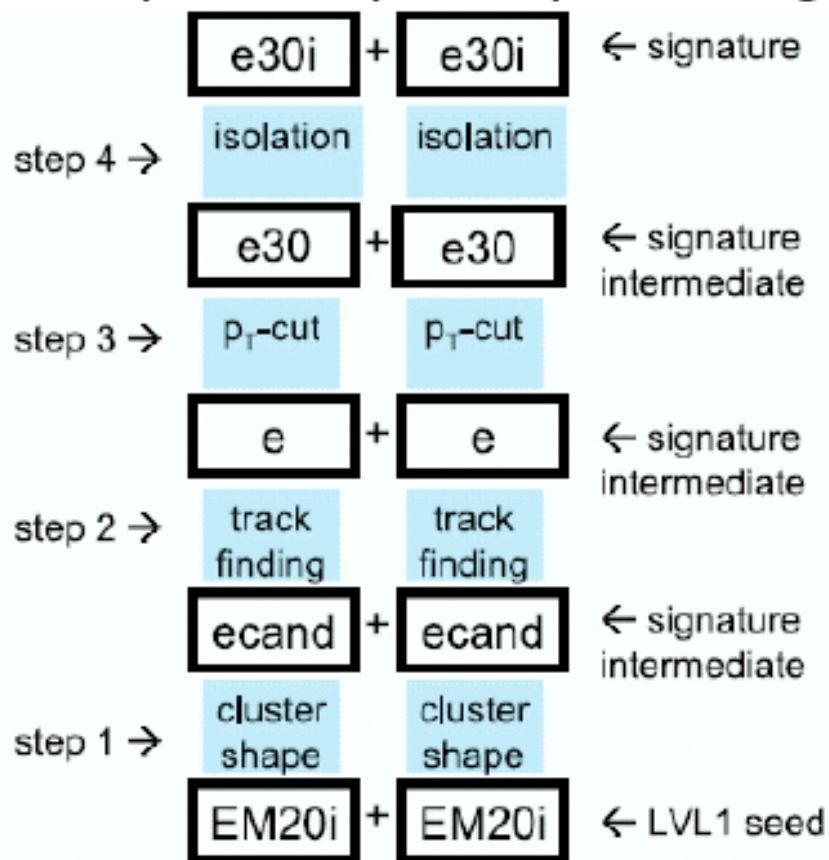 e30i + e30i ← signature
step 4 → isolation isolation
e30 + e30 ← signature
intermediate
step 3 → pT-cut pT-cut
e + e ← signature
intermediate
step 2 → track track
finding finding
ecand + ecand ← signature
intermediate
step 1 → cluster cluster
shape shape
EM20i + EM20i ← LVL1 seed